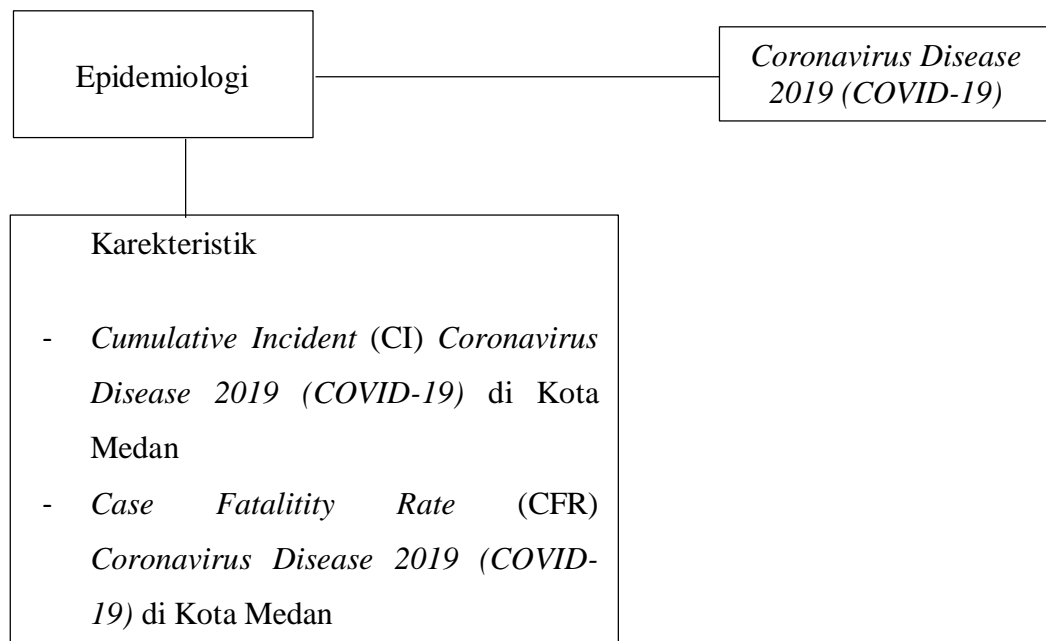 Epidemiologi
Coronavirus Disease
2019 (COVID-19)
Karekteristik
- Cumulative Incident (CI) Coronavirus
Disease 2019 (COVID-19) di Kota
Medan
- Case Fatalitity Rate (CFR)
Coronavirus Disease 2019 (COVID-
19) di Kota Medan